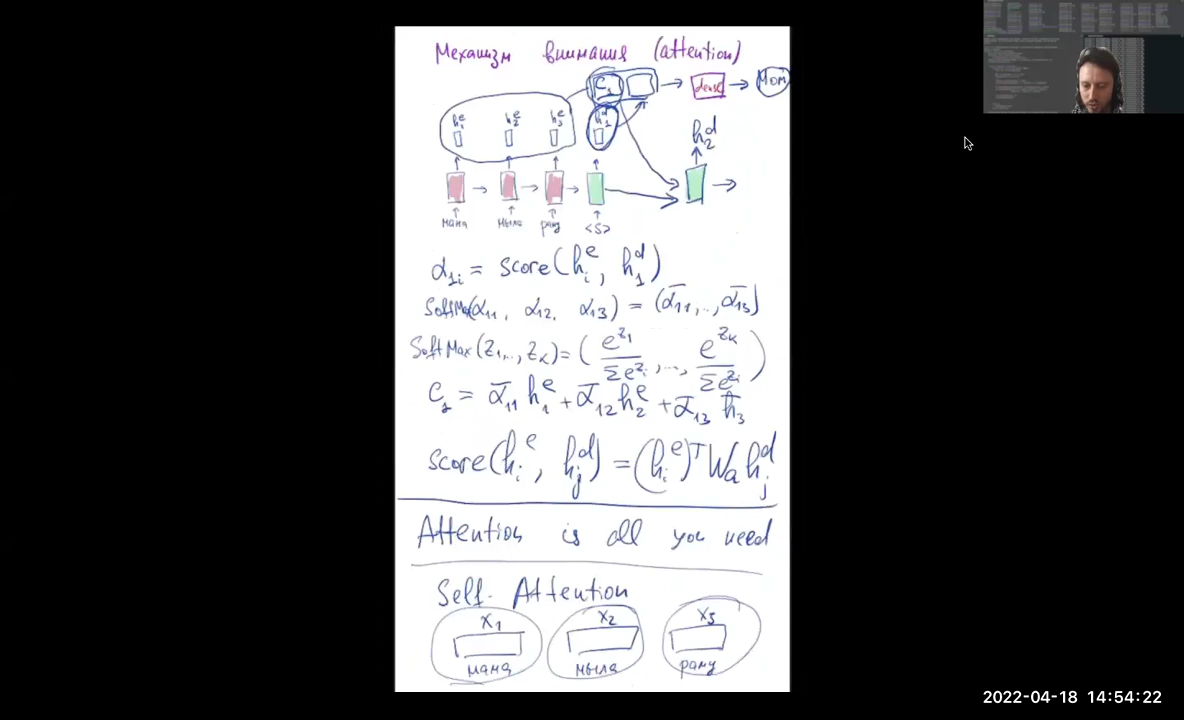 Механизм внимания (attention)
C₁ → dense → Mom
h₁ᵉ h₂ᵉ h₃ᵉ h₁ᵈ
h₂ᵈ
мама мыла раму <S>
α₁ᵢ = score(hᵢᵉ, h₁ᵈ)
SoftMax(α₁₁, α₁₂, α₁₃) = (ᾱ₁₁,..,ᾱ₁₃)
SoftMax(z₁,..,zₖ) = (e^z₁/Σe^zᵢ,..., e^zₖ/Σe^zᵢ)
C₁ = ᾱ₁₁ h₁ᵉ + ᾱ₁₂ h₂ᵉ + ᾱ₁₃ h₃
score(hᵢᵉ, hⱼᵈ) = (hᵢᵉ)ᵀ Wₐ hⱼᵈ
Attention is all you need
Self-Attention
X₁ X₂ X₃
мама мыла раму
2022-04-18 14:54:22